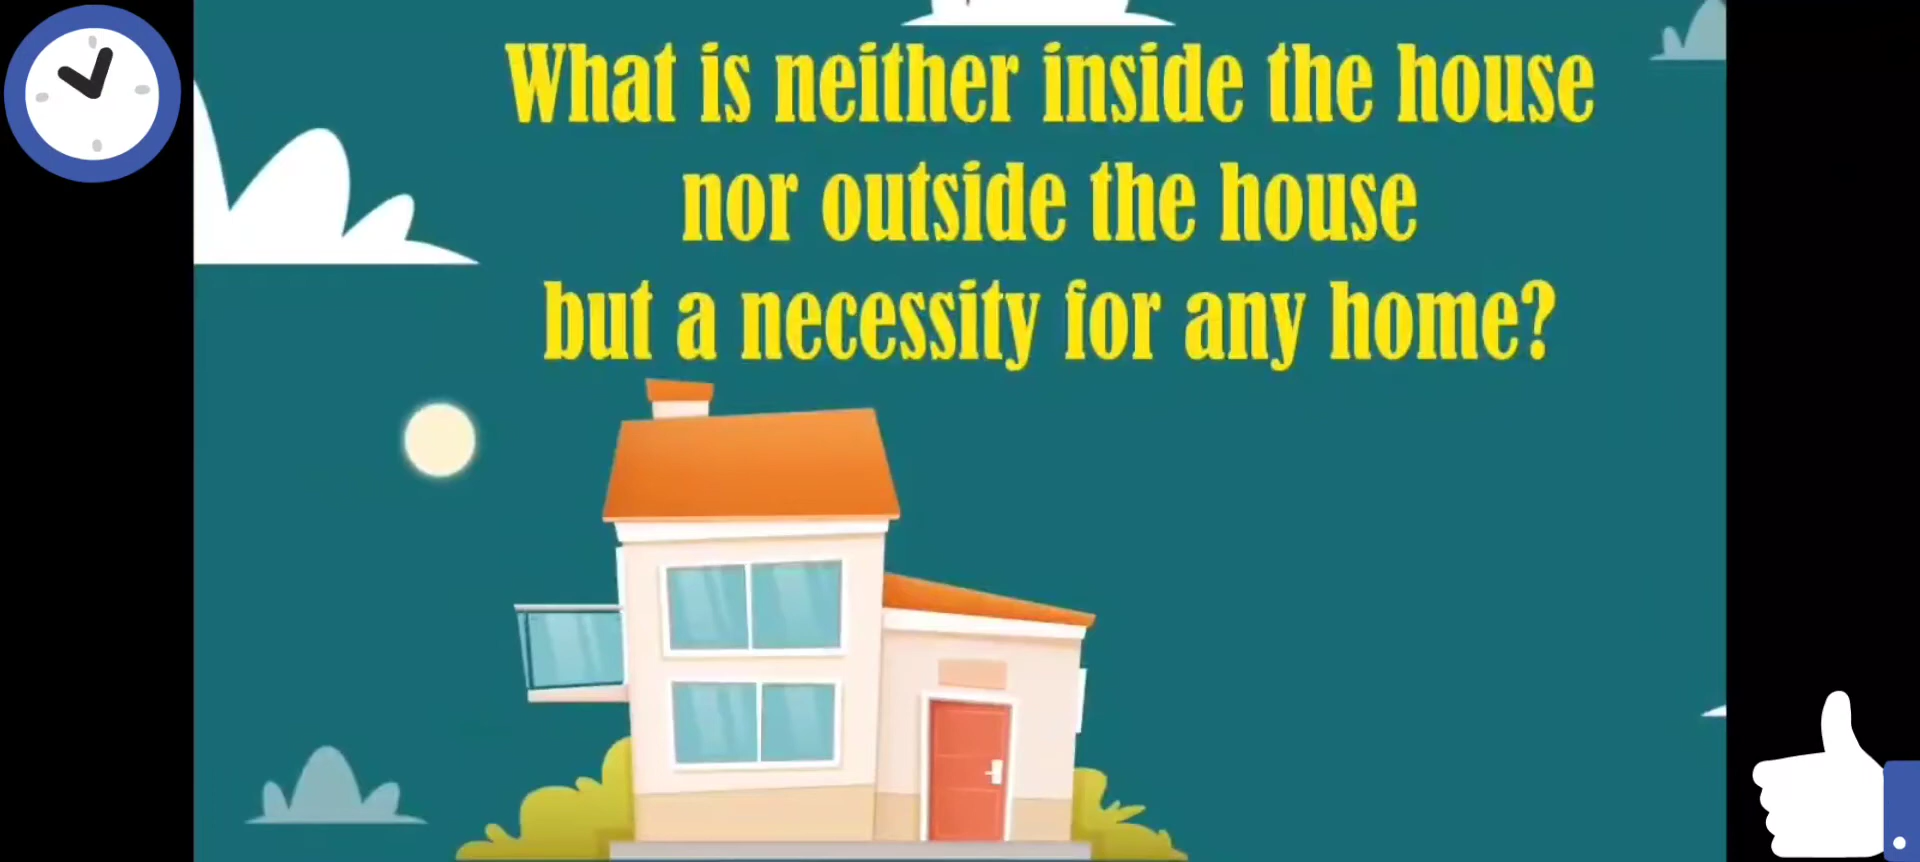 What is neither inside the house
nor outside the house
but a necessity for any home?